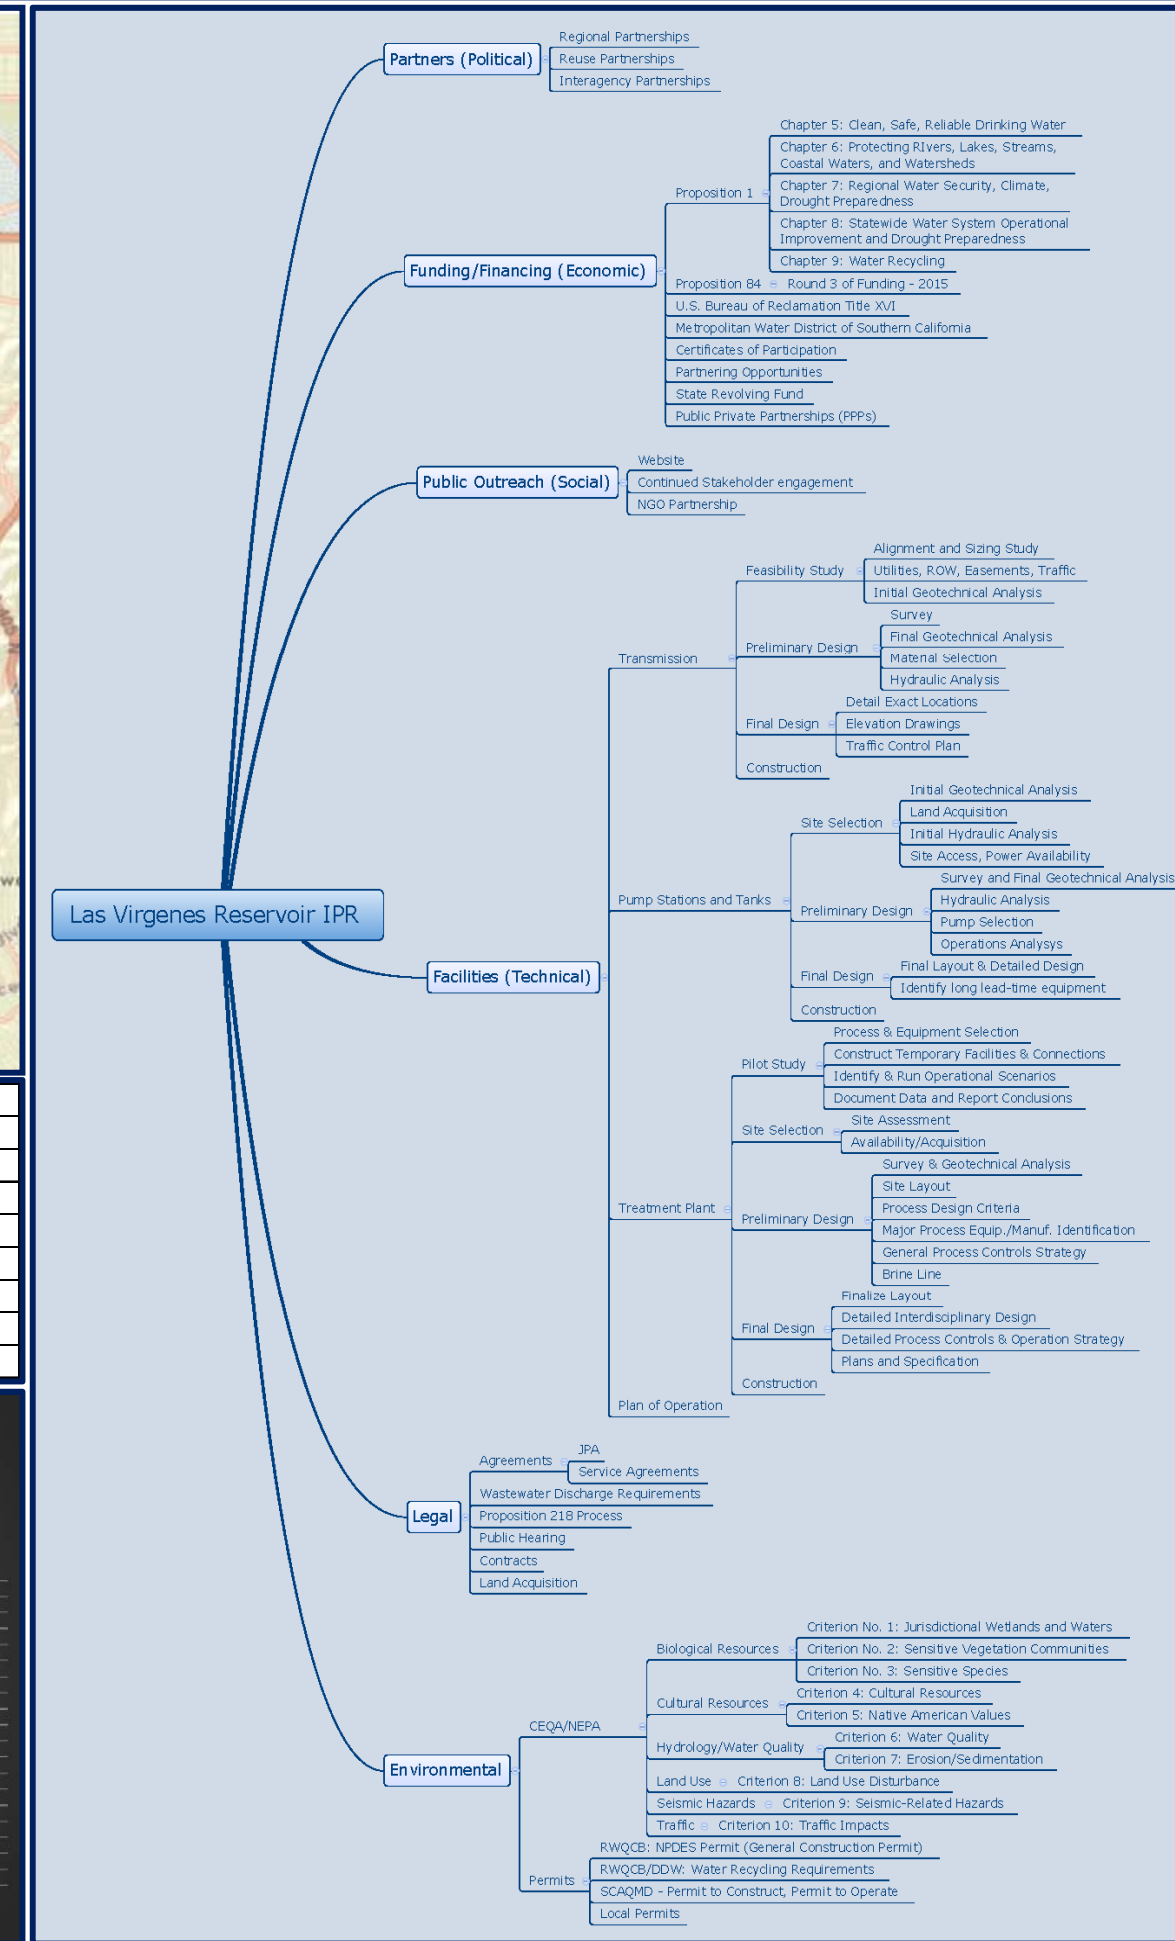 Partners (Political)
Regional Partnerships
Reuse Partnerships
Interagency Partnerships
Funding/Financing (Economic)
Proposition 1
Chapter 5: Clean, Safe, Reliable Drinking Water
Chapter 6: Protecting RIvers, Lakes, Streams,
Coastal Waters, and Watersheds
Chapter 7: Regional Water Security, Climate,
Drought Preparedness
Chapter 8: Statewide Water System Operational
Improvement and Drought Preparedness
Chapter 9: Water Recycling
Proposition 84
Round 3 of Funding - 2015
U.S. Bureau of Reclamation Title XVI
Metropolitan Water District of Southern California
Certificates of Participation
Partnering Opportunities
State Revolving Fund
Public Private Partnerships (PPPs)
Public Outreach (Social)
Website
Continued Stakeholder engagement
NGO Partnership
Las Virgenes Reservoir IPR
Facilities (Technical)
Transmission
Feasibility Study
Alignment and Sizing Study
Utilities, ROW, Easements, Traffic
Initial Geotechnical Analysis
Preliminary Design
Survey
Final Geotechnical Analysis
Material Selection
Hydraulic Analysis
Final Design
Detail Exact Locations
Elevation Drawings
Traffic Control Plan
Construction
Pump Stations and Tanks
Site Selection
Initial Geotechnical Analysis
Land Acquisition
Initial Hydraulic Analysis
Site Access, Power Availability
Preliminary Design
Survey and Final Geotechnical Analysis
Hydraulic Analysis
Pump Selection
Operations Analysys
Final Design
Final Layout & Detailed Design
Identify long lead-time equipment
Construction
Treatment Plant
Pilot Study
Process & Equipment Selection
Construct Temporary Facilities & Connections
Identify & Run Operational Scenarios
Document Data and Report Conclusions
Site Selection
Site Assessment
Availability/Acquisition
Preliminary Design
Survey & Geotechnical Analysis
Site Layout
Process Design Criteria
Major Process Equip./Manuf. Identification
General Process Controls Strategy
Brine Line
Final Design
Finalize Layout
Detailed Interdisciplinary Design
Detailed Process Controls & Operation Strategy
Plans and Specification
Construction
Plan of Operation
Legal
Agreements
JPA
Service Agreements
Wastewater Discharge Requirements
Proposition 218 Process
Public Hearing
Contracts
Land Acquisition
Environmental
CEQA/NEPA
Biological Resources
Criterion No. 1: Jurisdictional Wetlands and Waters
Criterion No. 2: Sensitive Vegetation Communities
Criterion No. 3: Sensitive Species
Cultural Resources
Criterion 4: Cultural Resources
Criterion 5: Native American Values
Hydrology/Water Quality
Criterion 6: Water Quality
Criterion 7: Erosion/Sedimentation
Land Use
Criterion 8: Land Use Disturbance
Seismic Hazards
Criterion 9: Seismic-Related Hazards
Traffic
Criterion 10: Traffic Impacts
Permits
RWQCB: NPDES Permit (General Construction Permit)
RWQCB/DDW: Water Recycling Requirements
SCAQMD - Permit to Construct, Permit to Operate
Local Permits